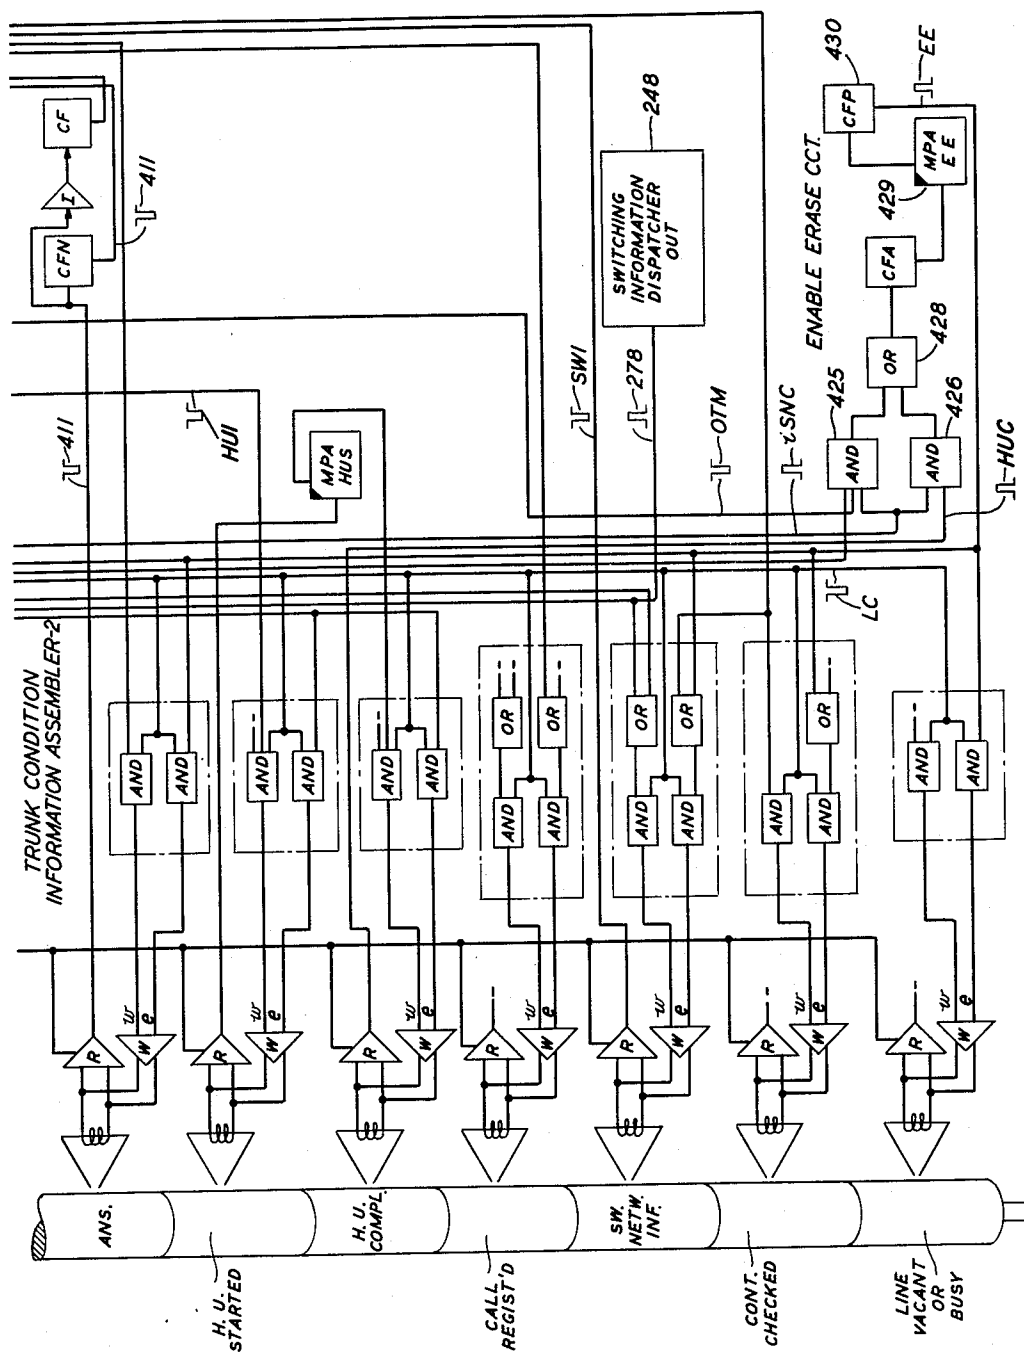 LINE
VACANT
OR
BUSY
CONT.
CHECKED
SW.
NETW.
INF.
CALL
REGIST'D
H. U.
COMPL.
H. U.
STARTED
ANS.
R
w
e
W
R
w
e
W
R
w
e
W
R
w
e
W
R
w
e
W
R
w
e
W
R
w
e
W
TRUNK CONDITION
INFORMATION ASSEMBLER-2
AND
AND
AND
AND
OR
AND
AND
OR
OR
AND
AND
OR
OR
AND
AND
AND
AND
AND
AND
LC
HUC
iSNC
OTM
278
SW1
MPA
HUS
HU1
411
411
CFN
I
CF
SWITCHING
INFORMATION
DISPATCHER
OUT
248
ENABLE ERASE CCT.
AND
425
AND
426
OR
428
CFA
MPA
EE
429
CFP
430
EE